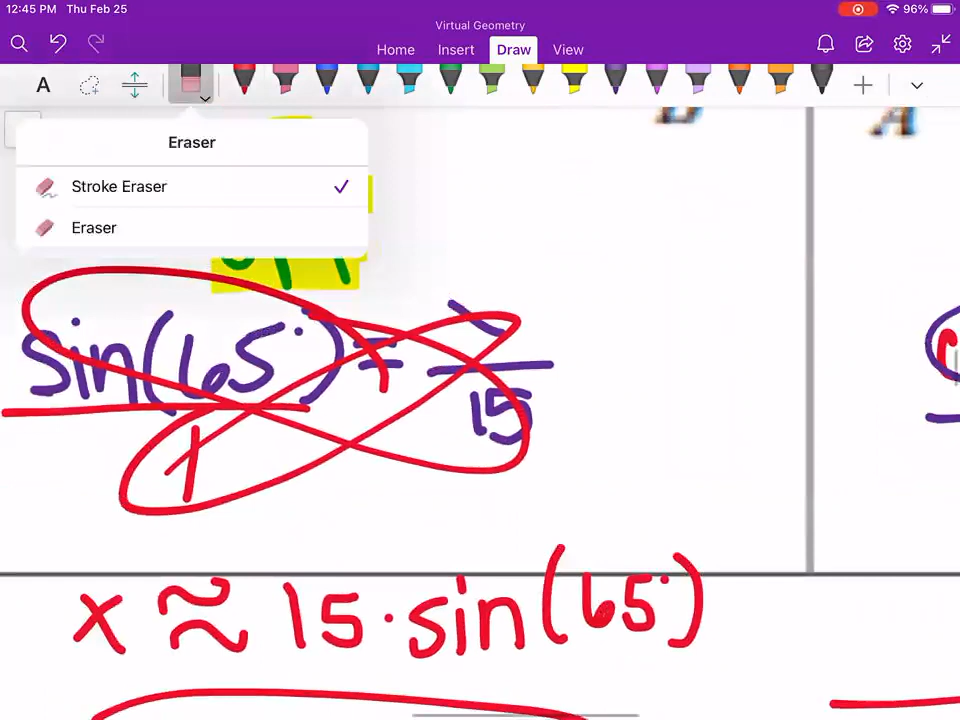 12:45 PM Thu Feb 25
96%
Virtual Geometry
Home Insert Draw View
A
Eraser
Stroke Eraser
Eraser
sin(65°) = x/15
1
x ≈ 15·sin(65°)